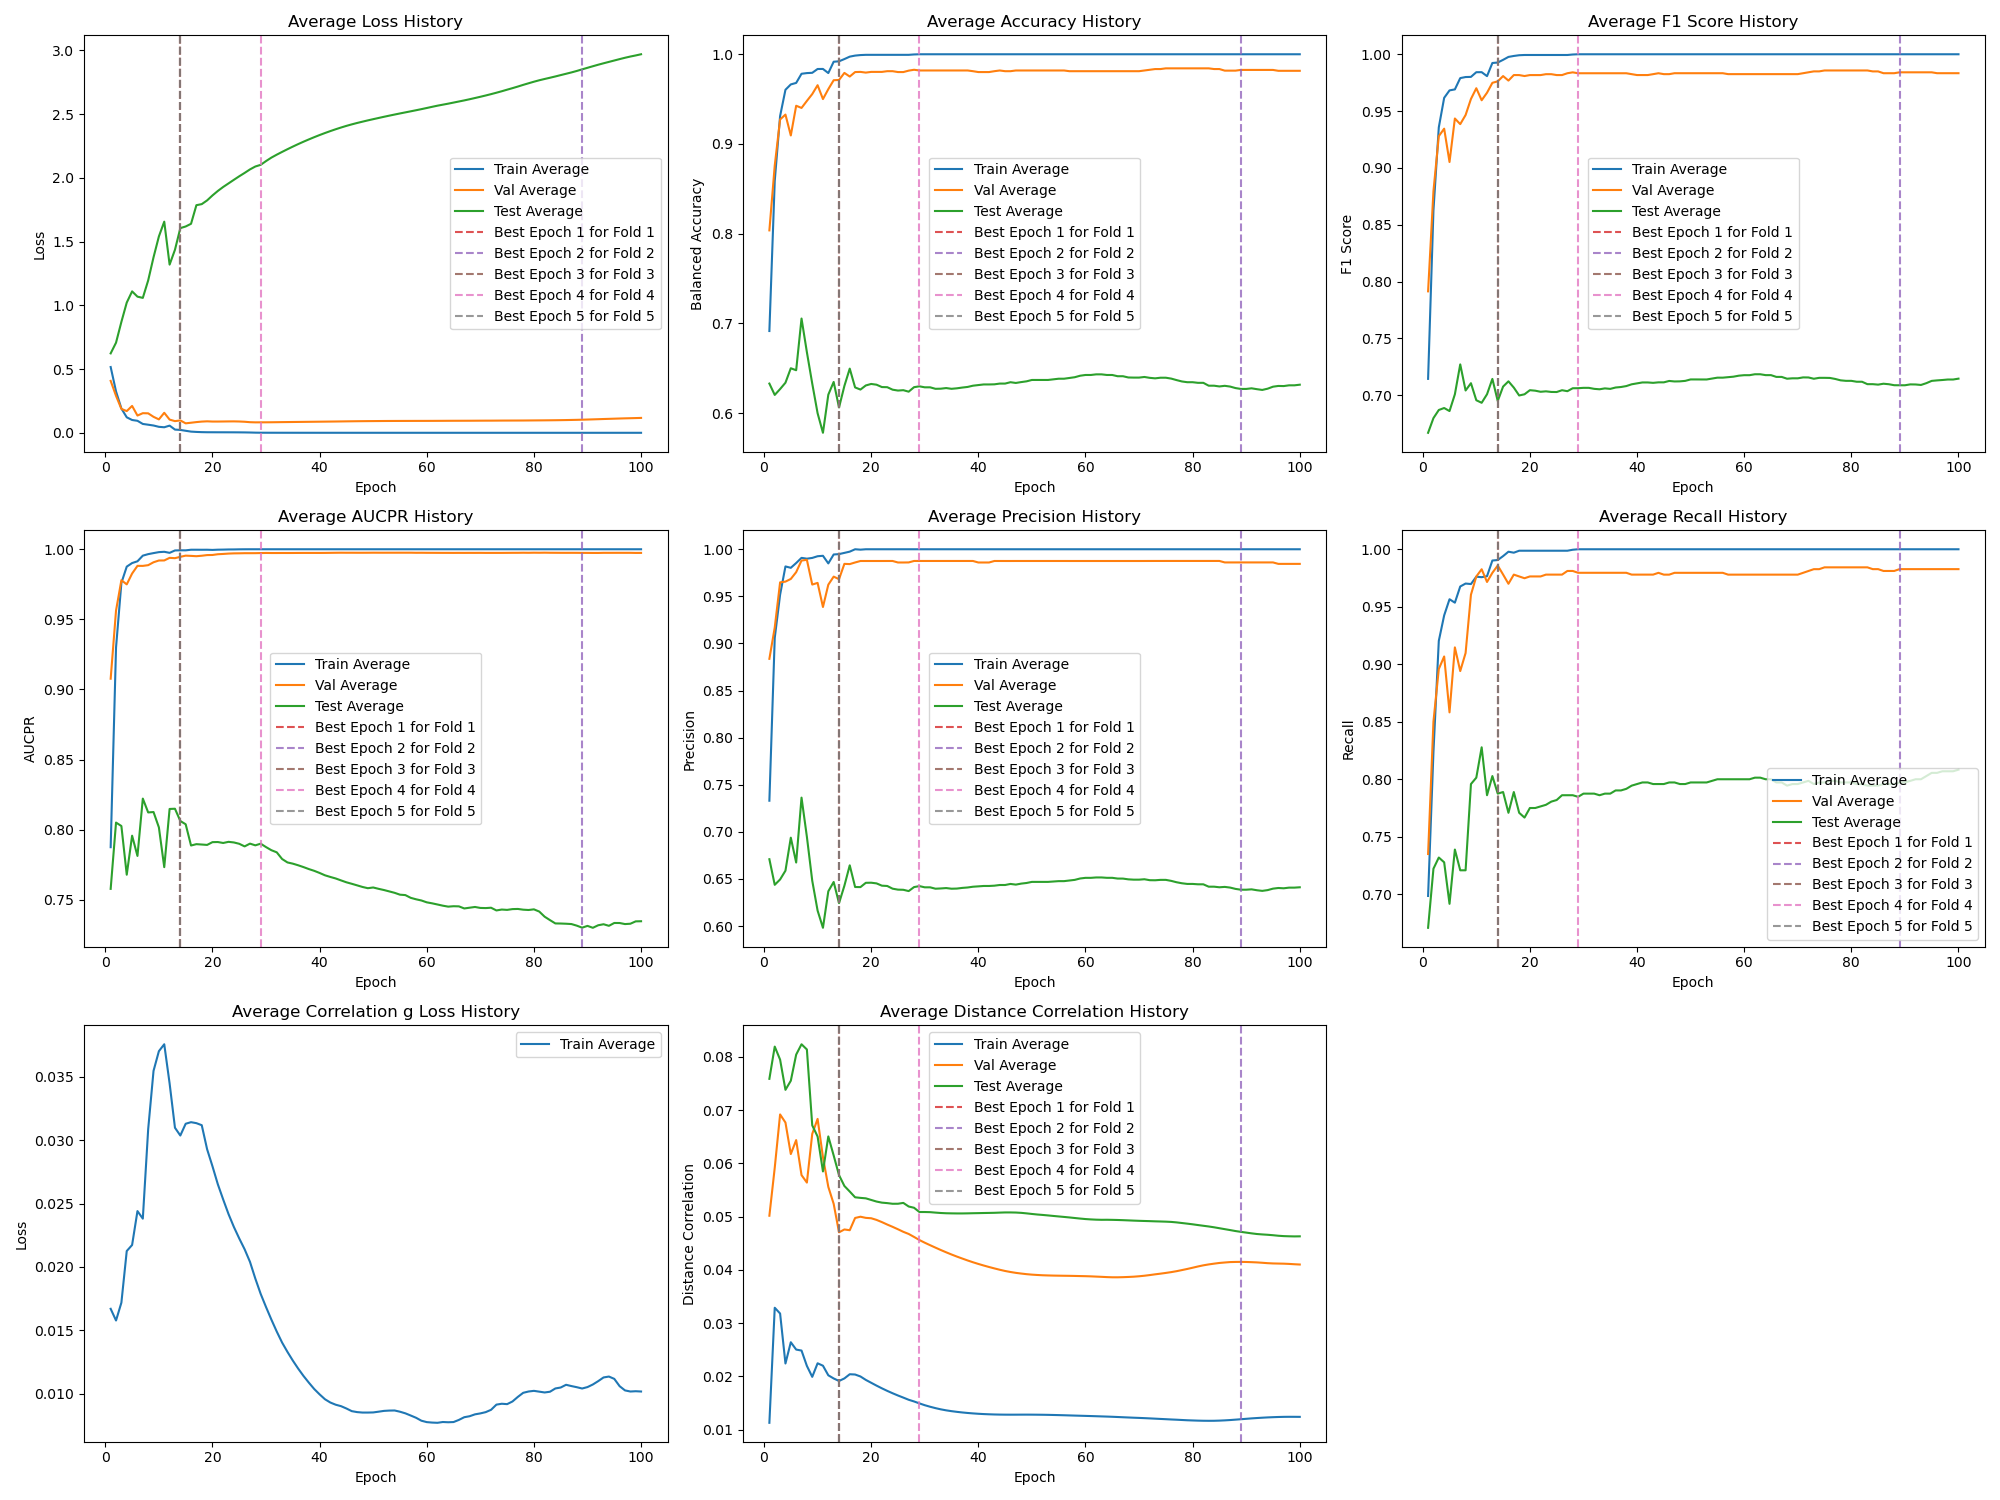 Average Loss History
3.0
2.5
2.0
1.5
1.0
0.5
0.0
Loss
0 20 40 60 80 100
Epoch
Train Average
Val Average
Test Average
Best Epoch 1 for Fold 1
Best Epoch 2 for Fold 2
Best Epoch 3 for Fold 3
Best Epoch 4 for Fold 4
Best Epoch 5 for Fold 5
Average Accuracy History
1.0
0.9
0.8
0.7
0.6
Balanced Accuracy
0 20 40 60 80 100
Epoch
Train Average
Val Average
Test Average
Best Epoch 1 for Fold 1
Best Epoch 2 for Fold 2
Best Epoch 3 for Fold 3
Best Epoch 4 for Fold 4
Best Epoch 5 for Fold 5
Average F1 Score History
1.00
0.95
0.90
0.85
0.80
0.75
0.70
F1 Score
0 20 40 60 80 100
Epoch
Train Average
Val Average
Test Average
Best Epoch 1 for Fold 1
Best Epoch 2 for Fold 2
Best Epoch 3 for Fold 3
Best Epoch 4 for Fold 4
Best Epoch 5 for Fold 5
Average AUCPR History
1.00
0.95
0.90
0.85
0.80
0.75
AUCPR
0 20 40 60 80 100
Epoch
Train Average
Val Average
Test Average
Best Epoch 1 for Fold 1
Best Epoch 2 for Fold 2
Best Epoch 3 for Fold 3
Best Epoch 4 for Fold 4
Best Epoch 5 for Fold 5
Average Precision History
1.00
0.95
0.90
0.85
0.80
0.75
0.70
0.65
0.60
Precision
0 20 40 60 80 100
Epoch
Train Average
Val Average
Test Average
Best Epoch 1 for Fold 1
Best Epoch 2 for Fold 2
Best Epoch 3 for Fold 3
Best Epoch 4 for Fold 4
Best Epoch 5 for Fold 5
Average Recall History
1.00
0.95
0.90
0.85
0.80
0.75
0.70
Recall
0 20 40 60 80 100
Epoch
Train Average
Val Average
Test Average
Best Epoch 1 for Fold 1
Best Epoch 2 for Fold 2
Best Epoch 3 for Fold 3
Best Epoch 4 for Fold 4
Best Epoch 5 for Fold 5
Average Correlation g Loss History
0.035
0.030
0.025
0.020
0.015
0.010
Loss
0 20 40 60 80 100
Epoch
Train Average
Average Distance Correlation History
0.08
0.07
0.06
0.05
0.04
0.03
0.02
0.01
Distance Correlation
0 20 40 60 80 100
Epoch
Train Average
Val Average
Test Average
Best Epoch 1 for Fold 1
Best Epoch 2 for Fold 2
Best Epoch 3 for Fold 3
Best Epoch 4 for Fold 4
Best Epoch 5 for Fold 5